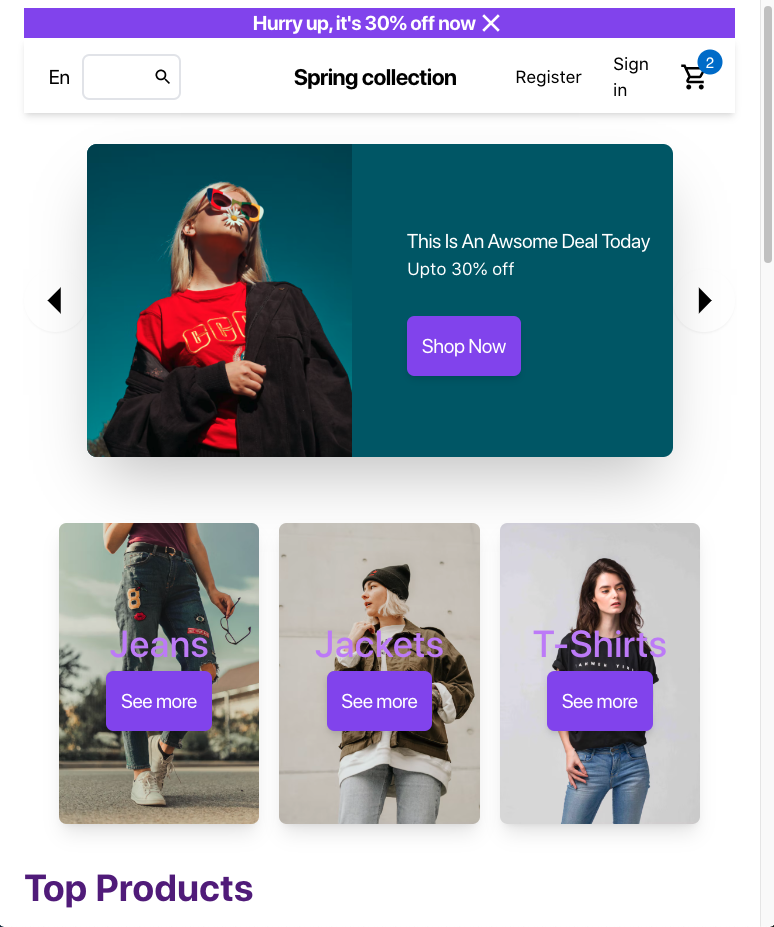 Hurry up, it's 30% off now
En
Spring collection
Register
Sign
in
2
This Is An Awsome Deal Today
Upto 30% off
Shop Now
Jeans
Jackets
T-Shirts
See more
See more
See more
Top Products